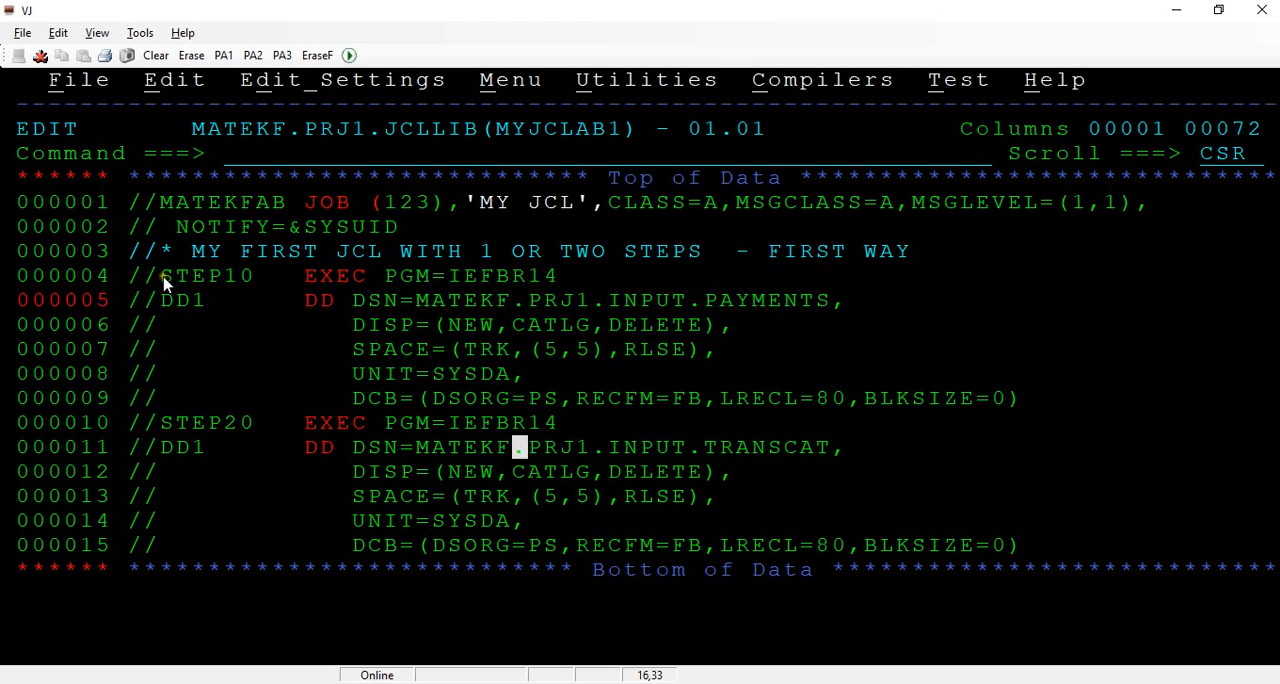 VJ
File Edit View Tools Help
Clear Erase PA1 PA2 PA3 EraseF
File Edit Edit_Settings Menu Utilities Compilers Test Help
--------------------------------------------------------------------------------
EDIT MATEKF.PRJ1.JCLLIB(MYJCLAB1) - 01.01 Columns 00001 00072
Command ===> Scroll ===> CSR
****** ***************************** Top of Data ******************************
000001 //MATEKFAB JOB (123),'MY JCL',CLASS=A,MSGCLASS=A,MSGLEVEL=(1,1),
000002 // NOTIFY=&SYSUID
000003 //* MY FIRST JCL WITH 1 OR TWO STEPS - FIRST WAY
000004 //STEP10 EXEC PGM=IEFBR14
000005 //DD1 DD DSN=MATEKF.PRJ1.INPUT.PAYMENTS,
000006 // DISP=(NEW,CATLG,DELETE),
000007 // SPACE=(TRK,(5,5),RLSE),
000008 // UNIT=SYSDA,
000009 // DCB=(DSORG=PS,RECFM=FB,LRECL=80,BLKSIZE=0)
000010 //STEP20 EXEC PGM=IEFBR14
000011 //DD1 DD DSN=MATEKF.PRJ1.INPUT.TRANSCAT,
000012 // DISP=(NEW,CATLG,DELETE),
000013 // SPACE=(TRK,(5,5),RLSE),
000014 // UNIT=SYSDA,
000015 // DCB=(DSORG=PS,RECFM=FB,LRECL=80,BLKSIZE=0)
****** **************************** Bottom of Data ****************************
Online 16,33